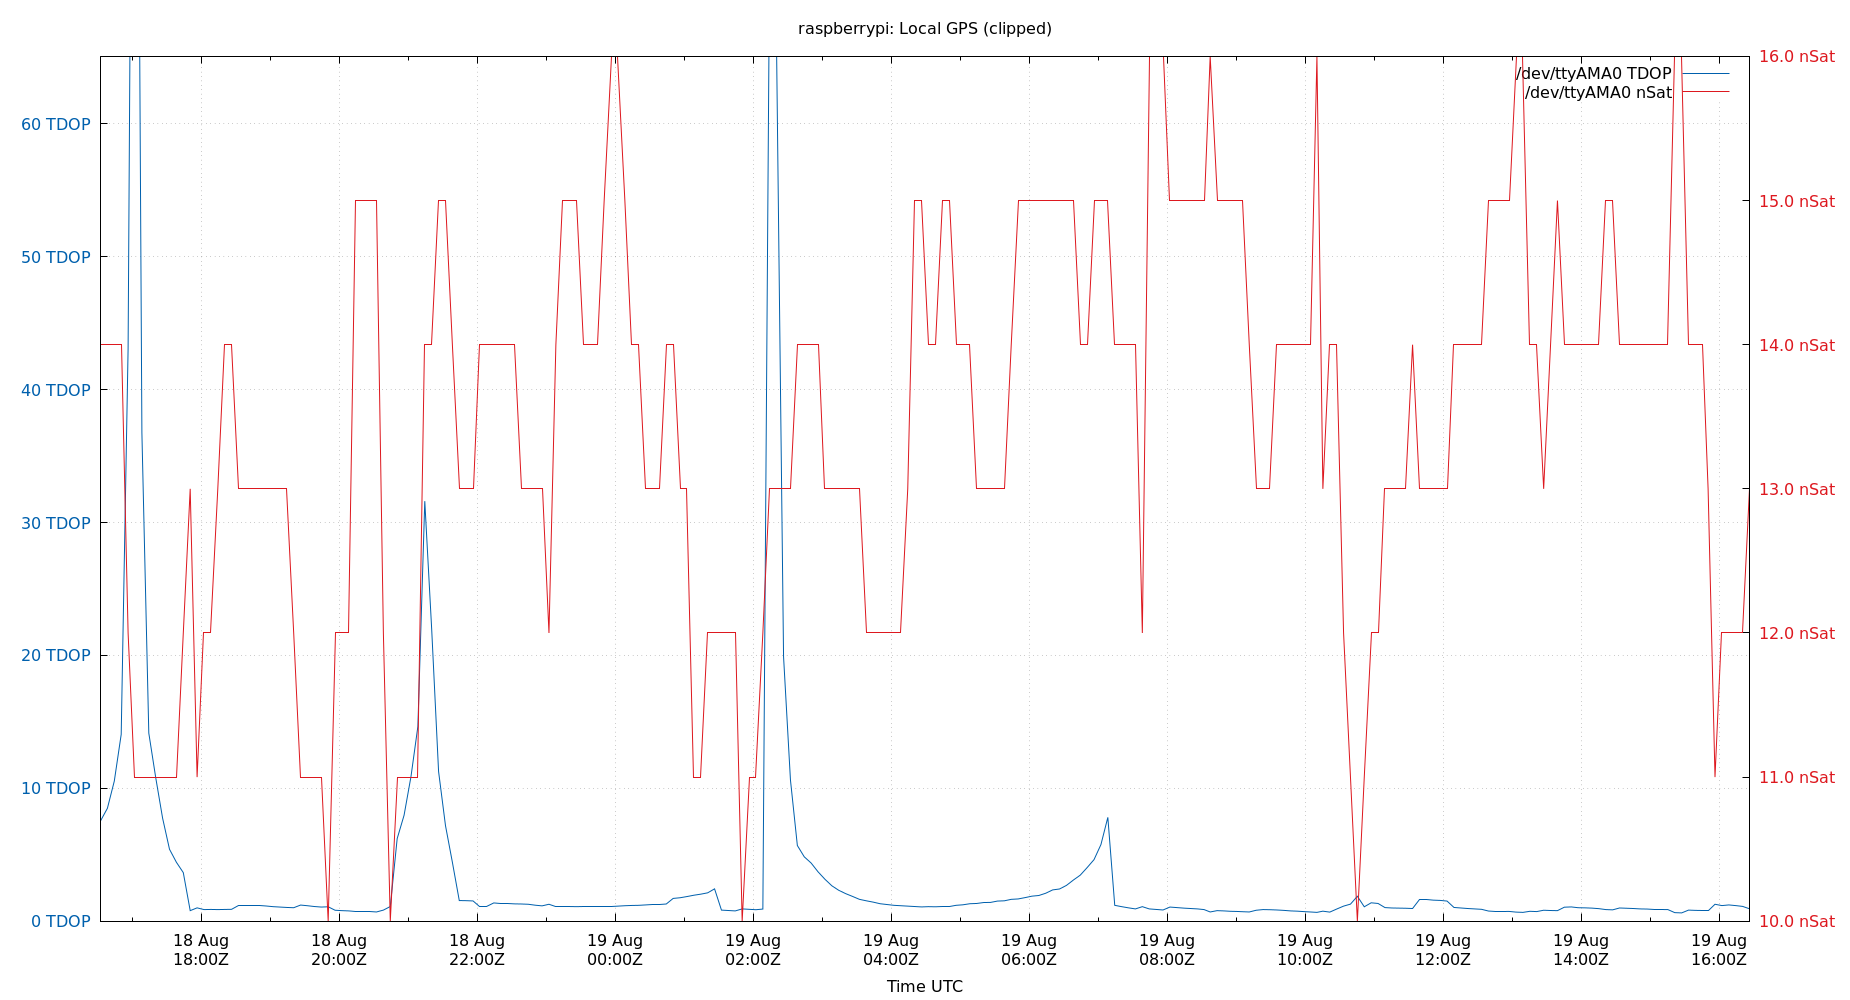 raspberrypi: Local GPS (clipped)
/dev/ttyAMA0 TDOP
/dev/ttyAMA0 nSat
60 TDOP
50 TDOP
40 TDOP
30 TDOP
20 TDOP
10 TDOP
0 TDOP
16.0 nSat
15.0 nSat
14.0 nSat
13.0 nSat
12.0 nSat
11.0 nSat
10.0 nSat
18 Aug
18:00Z
18 Aug
20:00Z
18 Aug
22:00Z
19 Aug
00:00Z
19 Aug
02:00Z
19 Aug
04:00Z
19 Aug
06:00Z
19 Aug
08:00Z
19 Aug
10:00Z
19 Aug
12:00Z
19 Aug
14:00Z
19 Aug
16:00Z
Time UTC